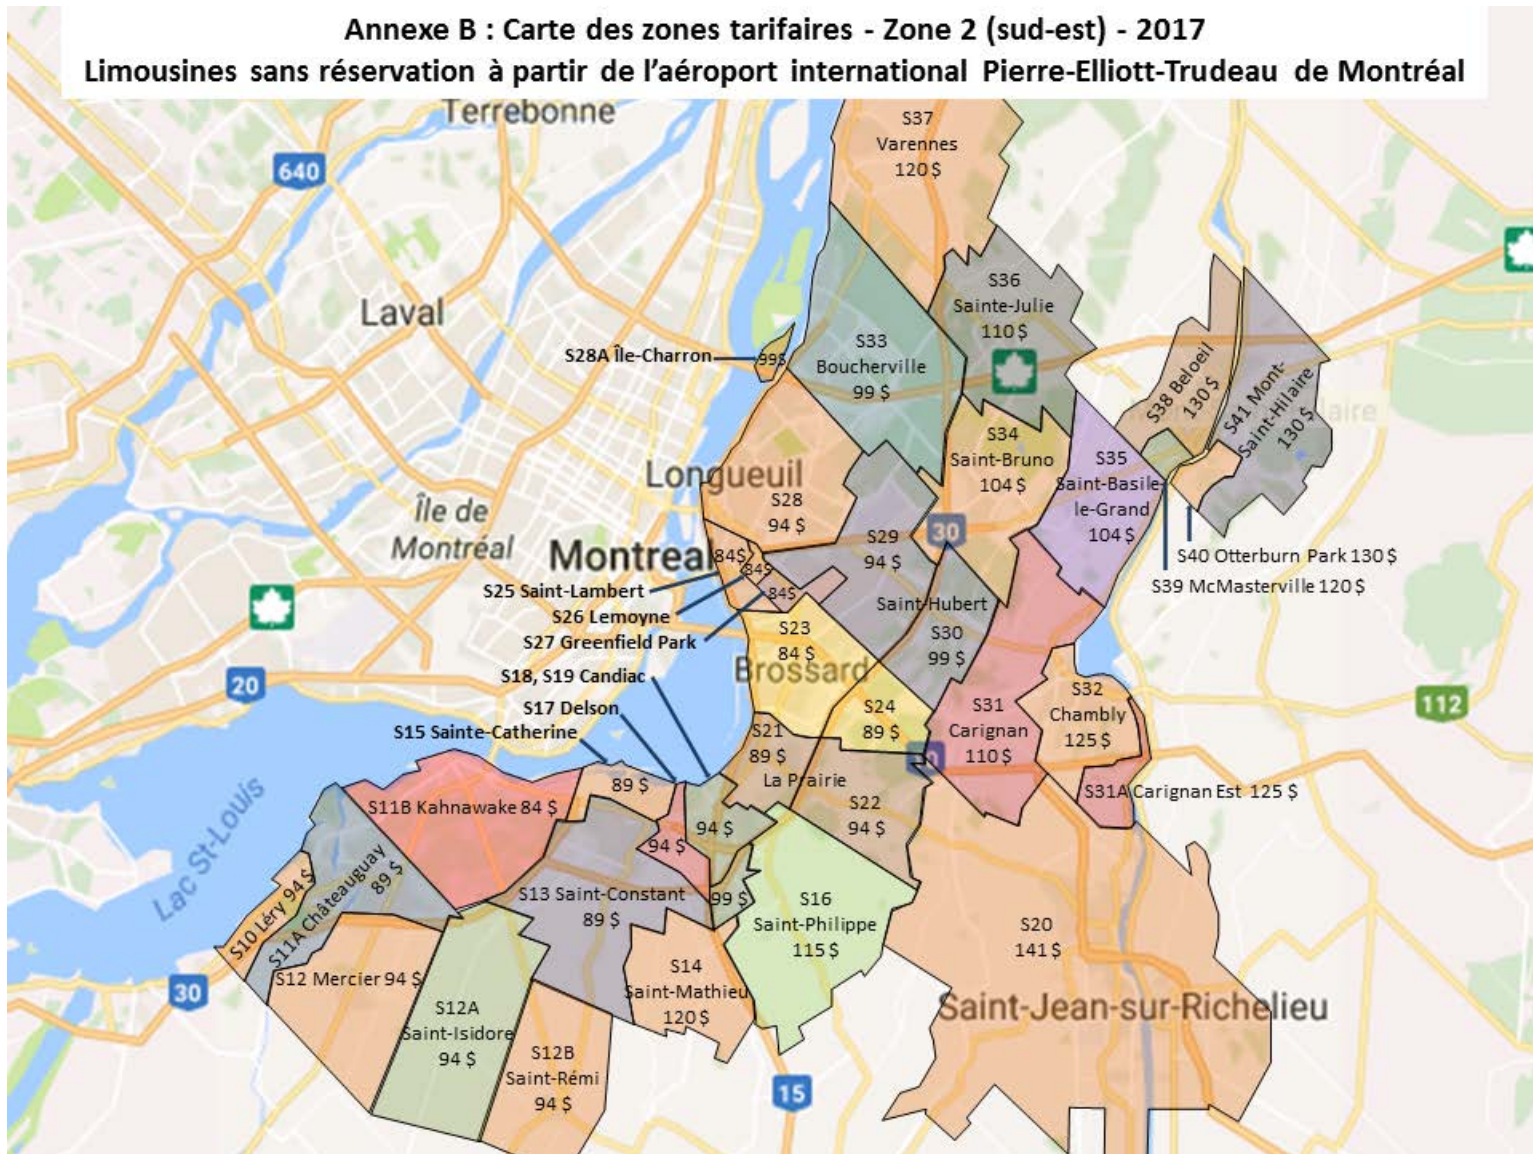 Annexe B : Carte des zones tarifaires - Zone 2 (sud-est) - 2017
Limousines sans réservation à partir de l'aéroport international Pierre-Elliott-Trudeau de Montréal
Terrebonne
S37
Varennes
120 $
640
S36
Sainte-Julie
110 $
Laval
S33
Boucherville
99 $
S28A Île-Charron
99$
S38 Beloeil
130 $
S41 Mont-
Saint-Hilaire
130 $
laire
S34
Saint-Bruno
104 $
S35
Saint-Basile-
le-Grand
104 $
Longueuil
S28
94 $
Île de
Montréal
Montreal
S29
94 $
30
S40 Otterburn Park 130 $
S39 McMasterville 120 $
84$
84$
84$
S25 Saint-Lambert
S26 Lemoyne
S27 Greenfield Park
Saint-Hubert
S30
99 $
S23
84 $
Brossard
S18, S19 Candiac
S17 Delson
S15 Sainte-Catherine
20
112
S24
89 $
S31
Carignan
110 $
S32
Chambly
125 $
S21
89 $
La Prairie
S22
94 $
S31A Carignan Est 125 $
89 $
S11B Kahnawake 84 $
94 $
94 $
Lac St-Louis
S10 Léry 94 $
S11A Châteauguay
89 $
S13 Saint-Constant
89 $
99 $
S16
Saint-Philippe
115 $
S20
141 $
S12 Mercier 94 $
S14
Saint-Mathieu
120 $
30
S12A
Saint-Isidore
94 $
Saint-Jean-sur-Richelieu
S12B
Saint-Rémi
94 $
15